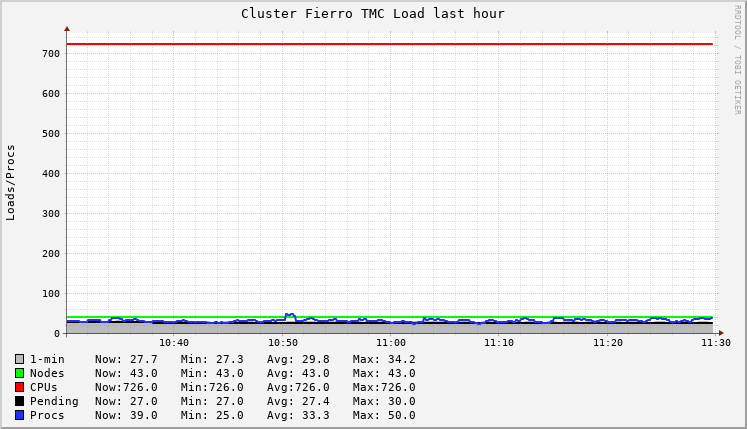 Cluster Fierro TMC Load last hour
RRDTOOL / TOBI OETIKER
Loads/Procs
700
600
500
400
300
200
100
0
10:40 10:50 11:00 11:10 11:20 11:30
1-min Now: 27.7 Min: 27.3 Avg: 29.8 Max: 34.2
Nodes Now: 43.0 Min: 43.0 Avg: 43.0 Max: 43.0
CPUs Now:726.0 Min:726.0 Avg:726.0 Max:726.0
Pending Now: 27.0 Min: 27.0 Avg: 27.4 Max: 30.0
Procs Now: 39.0 Min: 25.0 Avg: 33.3 Max: 50.0